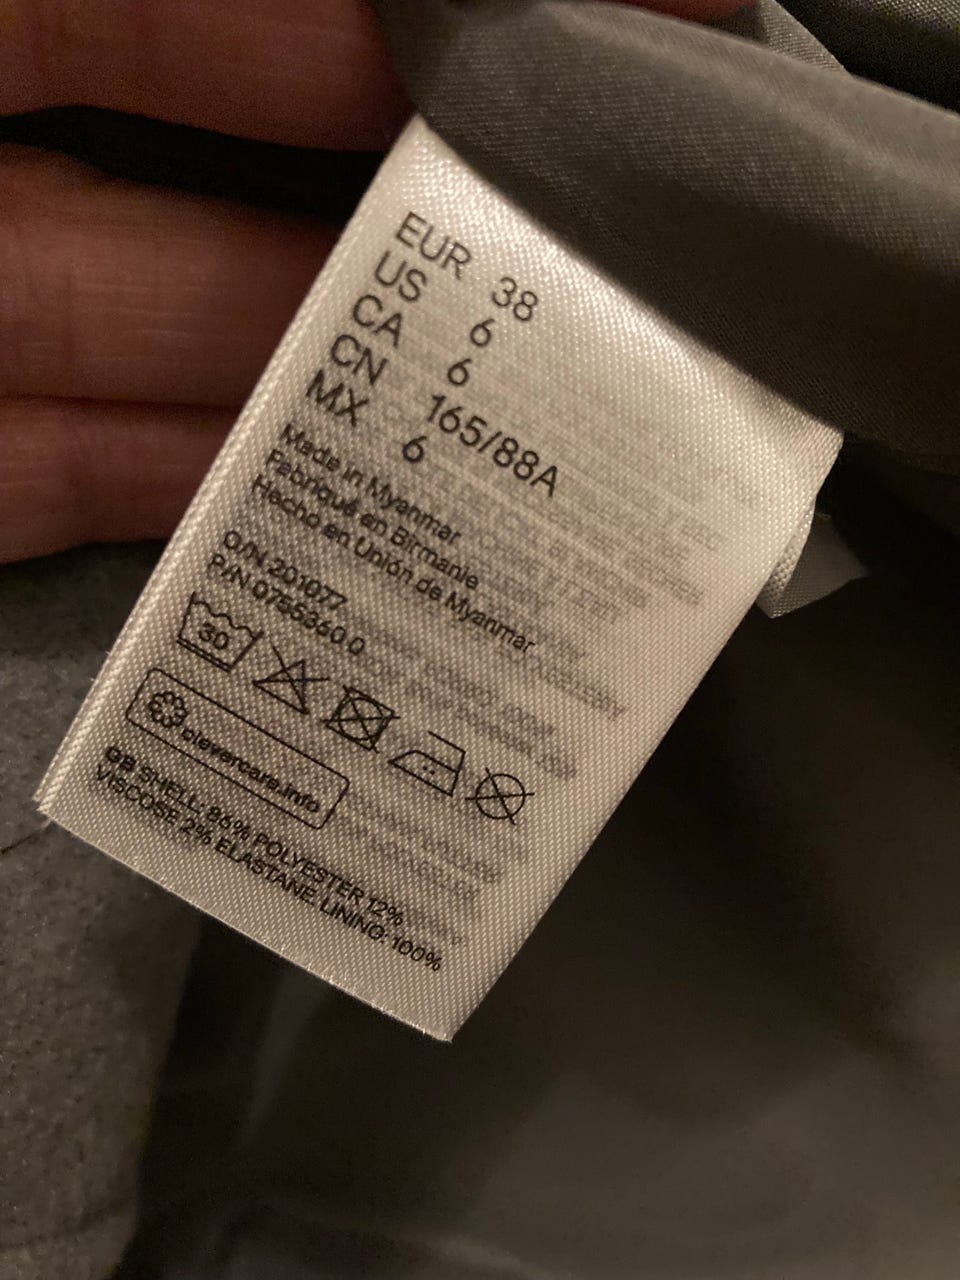 EUR 38
US 6
CA 6
CN 165/88A
MX 6
Made in Myanmar
Fabriqué en Birmanie
Hecho en Unión de Myanmar
O/N 201077
P/N 0755360 0
30
clevercare.info
GB SHELL: 86% POLYESTER 12%
VISCOSE 2% ELASTANE. LINING: 100%